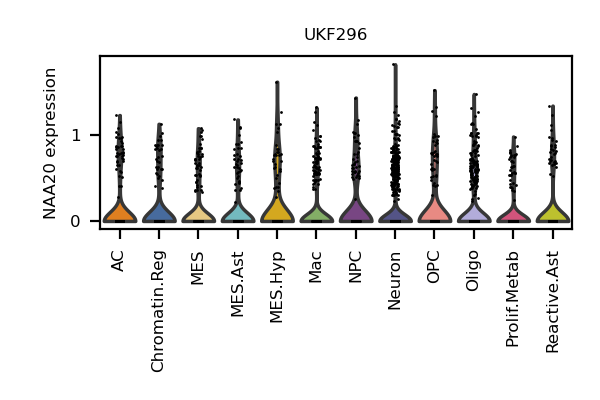 UKF296
NAA20 expression
1
0
AC
Chromatin.Reg
MES
MES.Ast
MES.Hyp
Mac
NPC
Neuron
OPC
Oligo
Prolif.Metab
Reactive.Ast